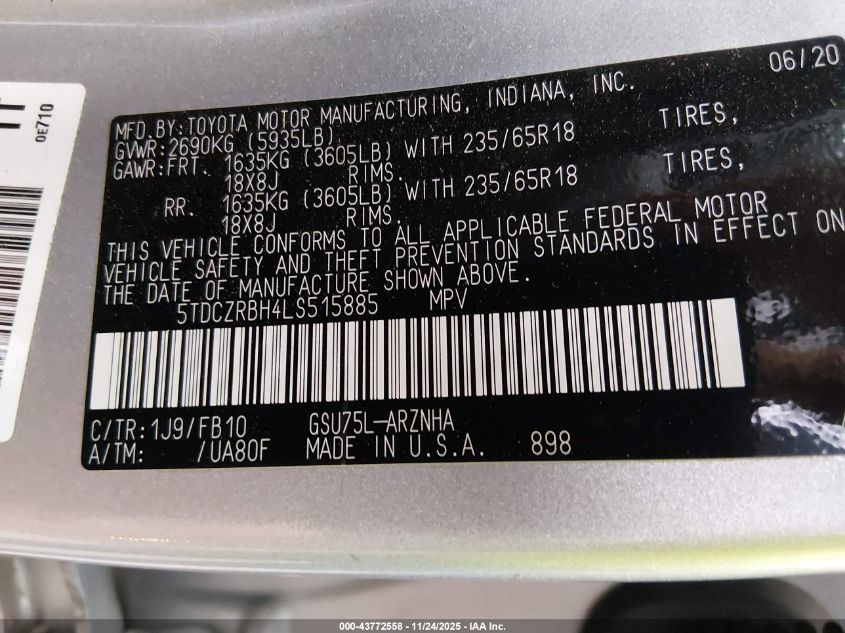 06/20
MFD.BY:TOYOTA MOTOR MANUFACTURING, INDIANA, INC.
GVWR:2690KG (5935LB)
GAWR:FRT. 1635KG (3605LB) WITH 235/65R18 TIRES,
18X8J RIMS.
RR. 1635KG (3605LB) WITH 235/65R18 TIRES,
18X8J RIMS.
THIS VEHICLE CONFORMS TO ALL APPLICABLE FEDERAL MOTOR
VEHICLE SAFETY AND THEFT PREVENTION STANDARDS IN EFFECT ON
THE DATE OF MANUFACTURE SHOWN ABOVE.
5TDCZRBH4LS515885 MPV
C/TR:1J9/FB10 GSU75L-ARZNHA
A/TM: /UA80F MADE IN U.S.A. 898
0E710
000-43772558 - 11/24/2025 - IAA Inc.